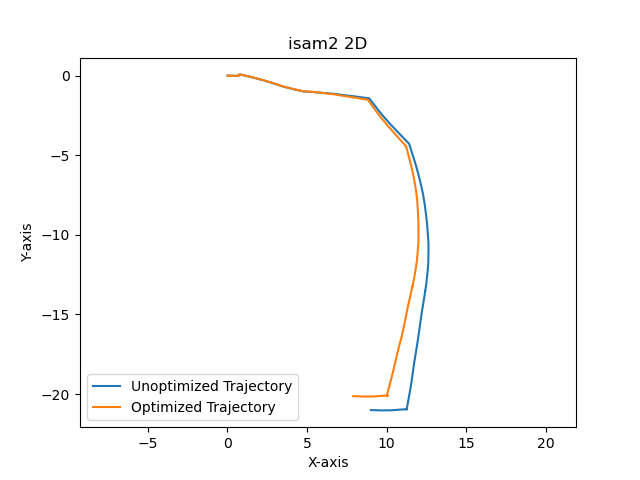 isam2 2D
0
−5
−10
−15
−20
Y-axis
Unoptimized Trajectory
Optimized Trajectory
−5
0
5
10
15
20
X-axis